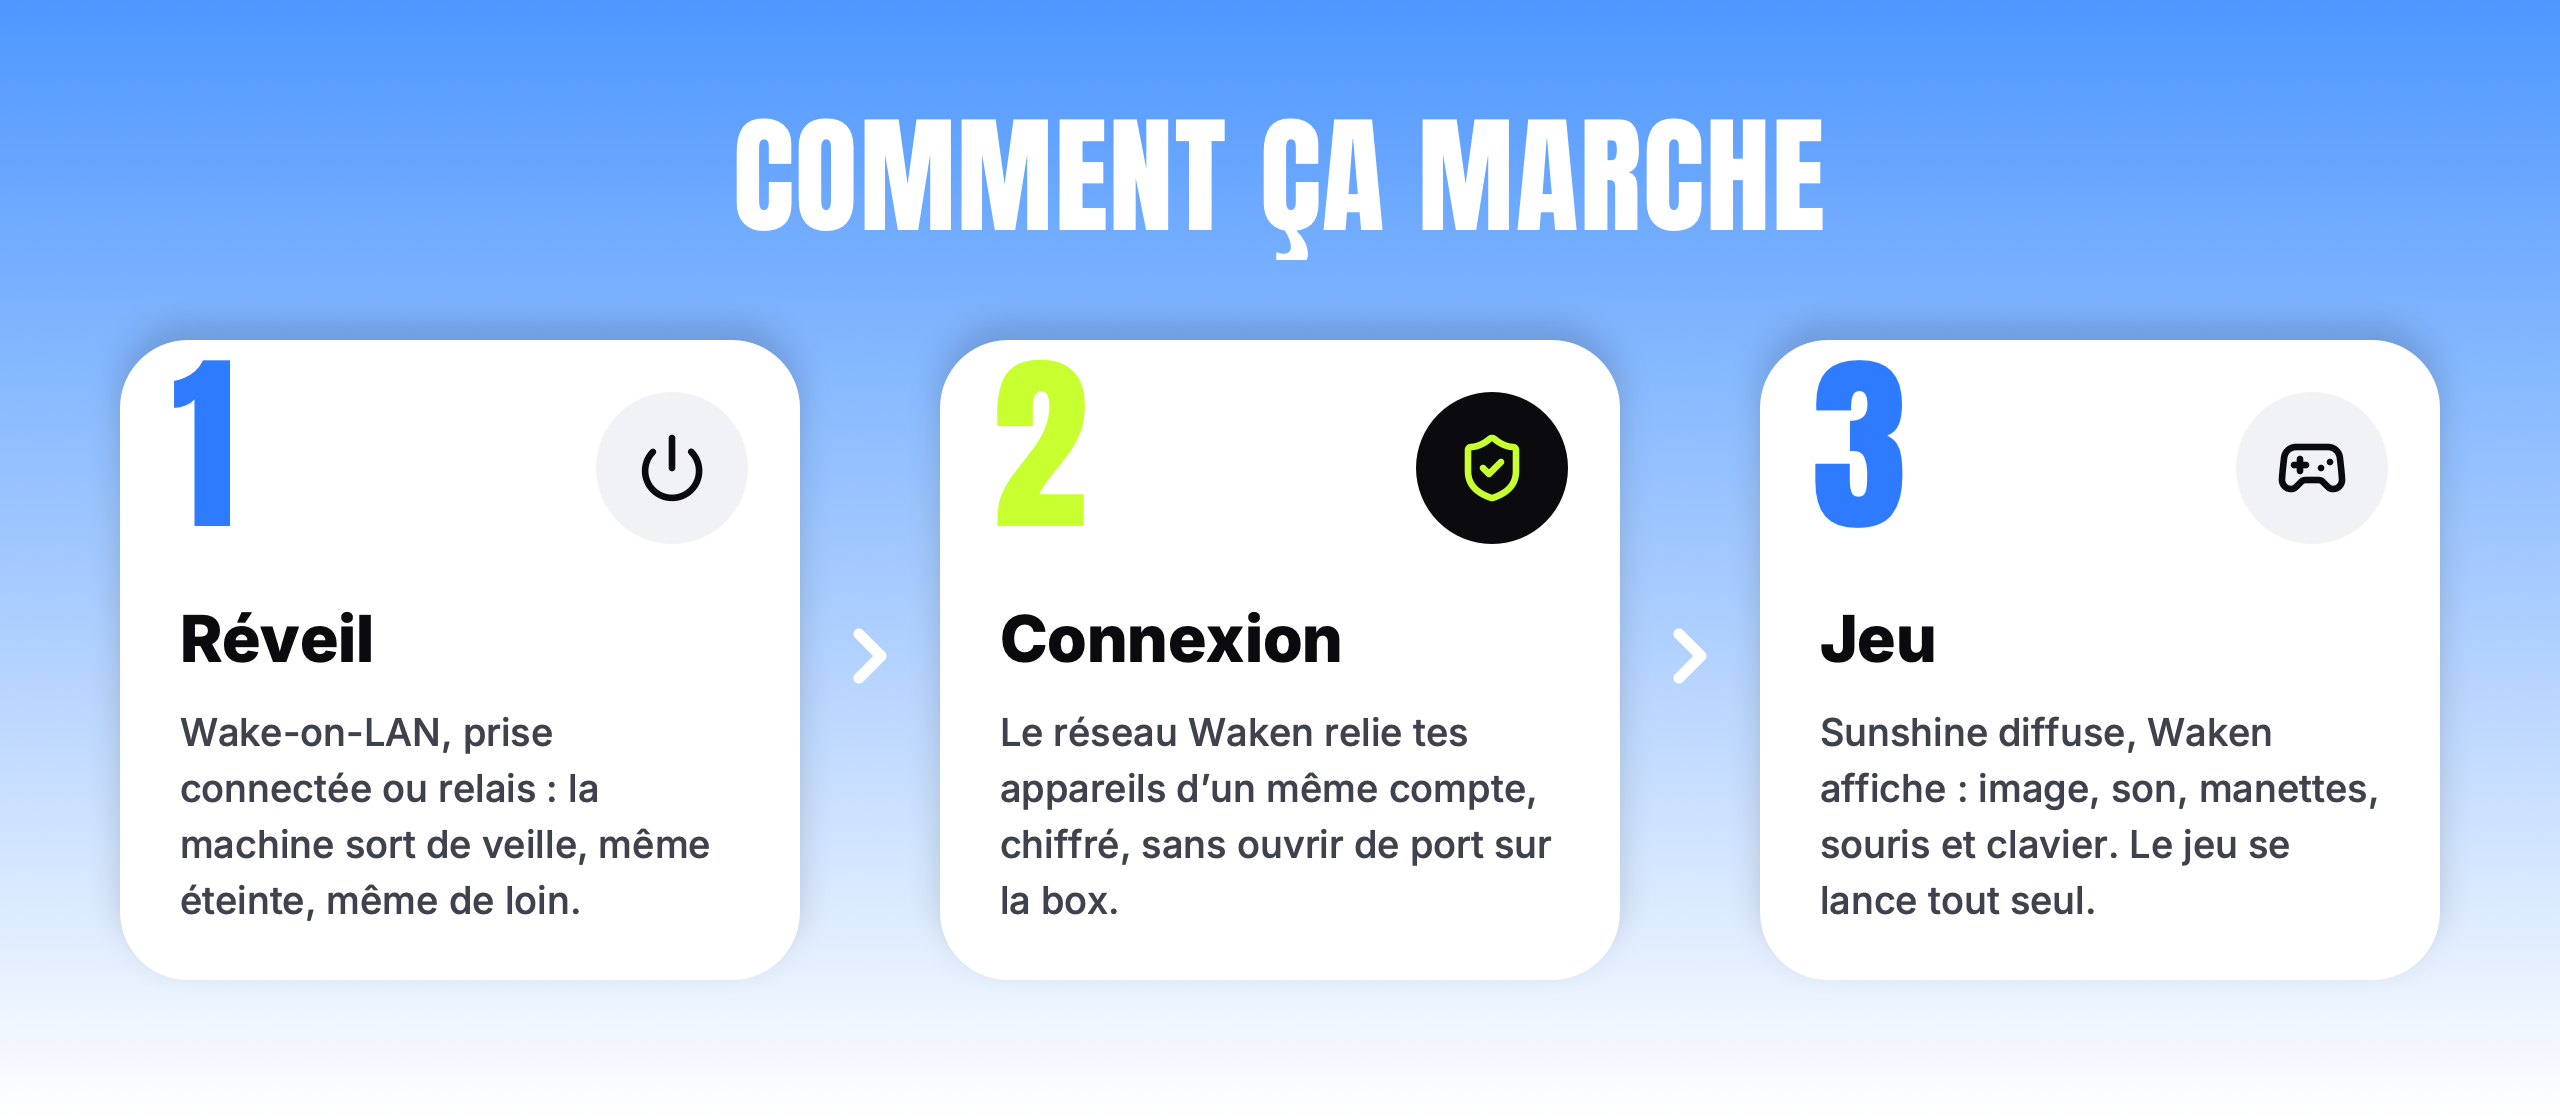 COMMENT ÇA MARCHE
1
Réveil
Wake-on-LAN, prise
connectée ou relais : la
machine sort de veille, même
éteinte, même de loin.
2
Connexion
Le réseau Waken relie tes
appareils d’un même compte,
chiffré, sans ouvrir de port sur
la box.
3
Jeu
Sunshine diffuse, Waken
affiche : image, son, manettes,
souris et clavier. Le jeu se
lance tout seul.